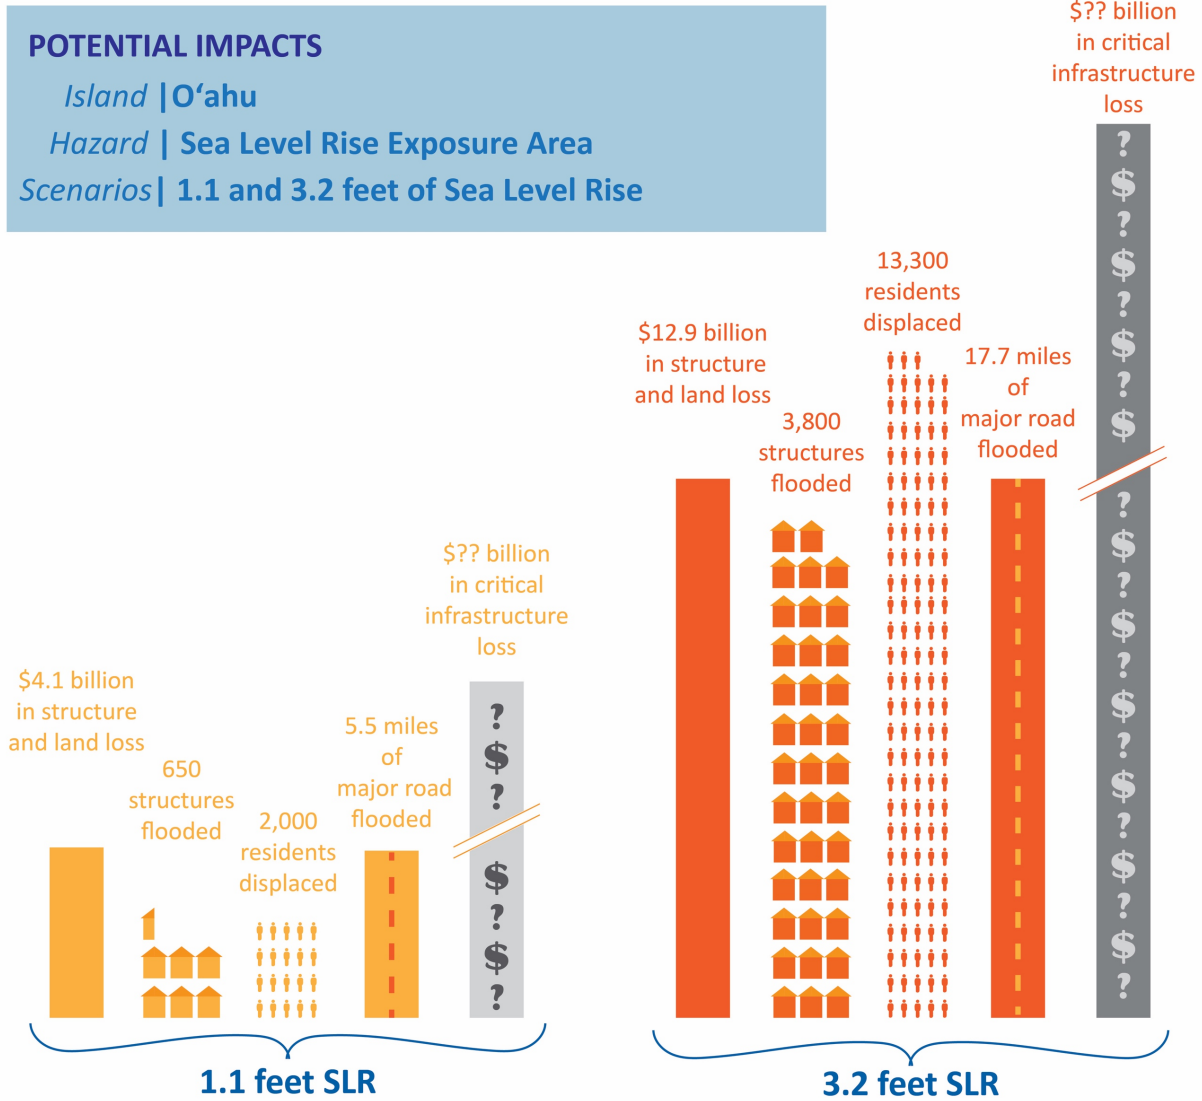 POTENTIAL IMPACTS
Island | Oʻahu
Hazard | Sea Level Rise Exposure Area
Scenarios | 1.1 and 3.2 feet of Sea Level Rise
$4.1 billion
in structure
and land loss
650
structures
flooded
2,000
residents
displaced
5.5 miles
of
major road
flooded
$?? billion
in critical
infrastructure
loss
?
$
?
$
?
$
?
1.1 feet SLR
$12.9 billion
in structure
and land loss
3,800
structures
flooded
13,300
residents
displaced
17.7 miles
of
major road
flooded
$?? billion
in critical
infrastructure
loss
?
$
?
$
?
$
?
$
?
$
?
$
?
$
?
$
?
$
?
$
?
3.2 feet SLR